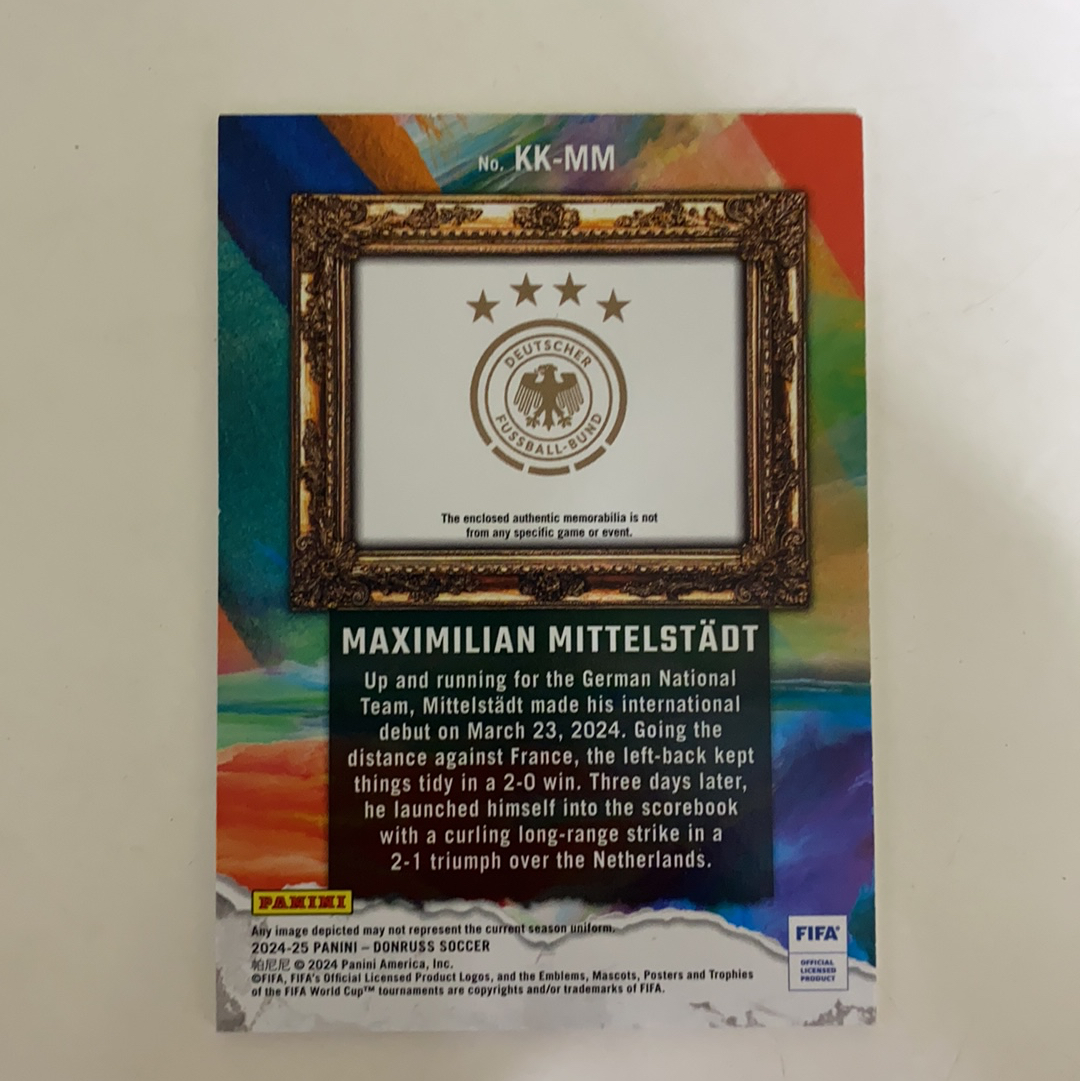 No. KK-MM
DEUTSCHER
FUSSBALL-BUND
The enclosed authentic memorabilia is not
from any specific game or event.
MAXIMILIAN MITTELSTÄDT
Up and running for the German National
Team, Mittelstädt made his international
debut on March 23, 2024. Going the
distance against France, the left-back kept
things tidy in a 2-0 win. Three days later,
he launched himself into the scorebook
with a curling long-range strike in a
2-1 triumph over the Netherlands.
PANINI
Any image depicted may not represent the current season uniform.
2024-25 PANINI – DONRUSS SOCCER
帕尼尼 © 2024 Panini America, Inc.
©FIFA, FIFA's Official Licensed Product Logos, and the Emblems, Mascots, Posters and Trophies
of the FIFA World Cup™ tournaments are copyrights and/or trademarks of FIFA.
FIFA®
OFFICIAL
LICENSED
PRODUCT